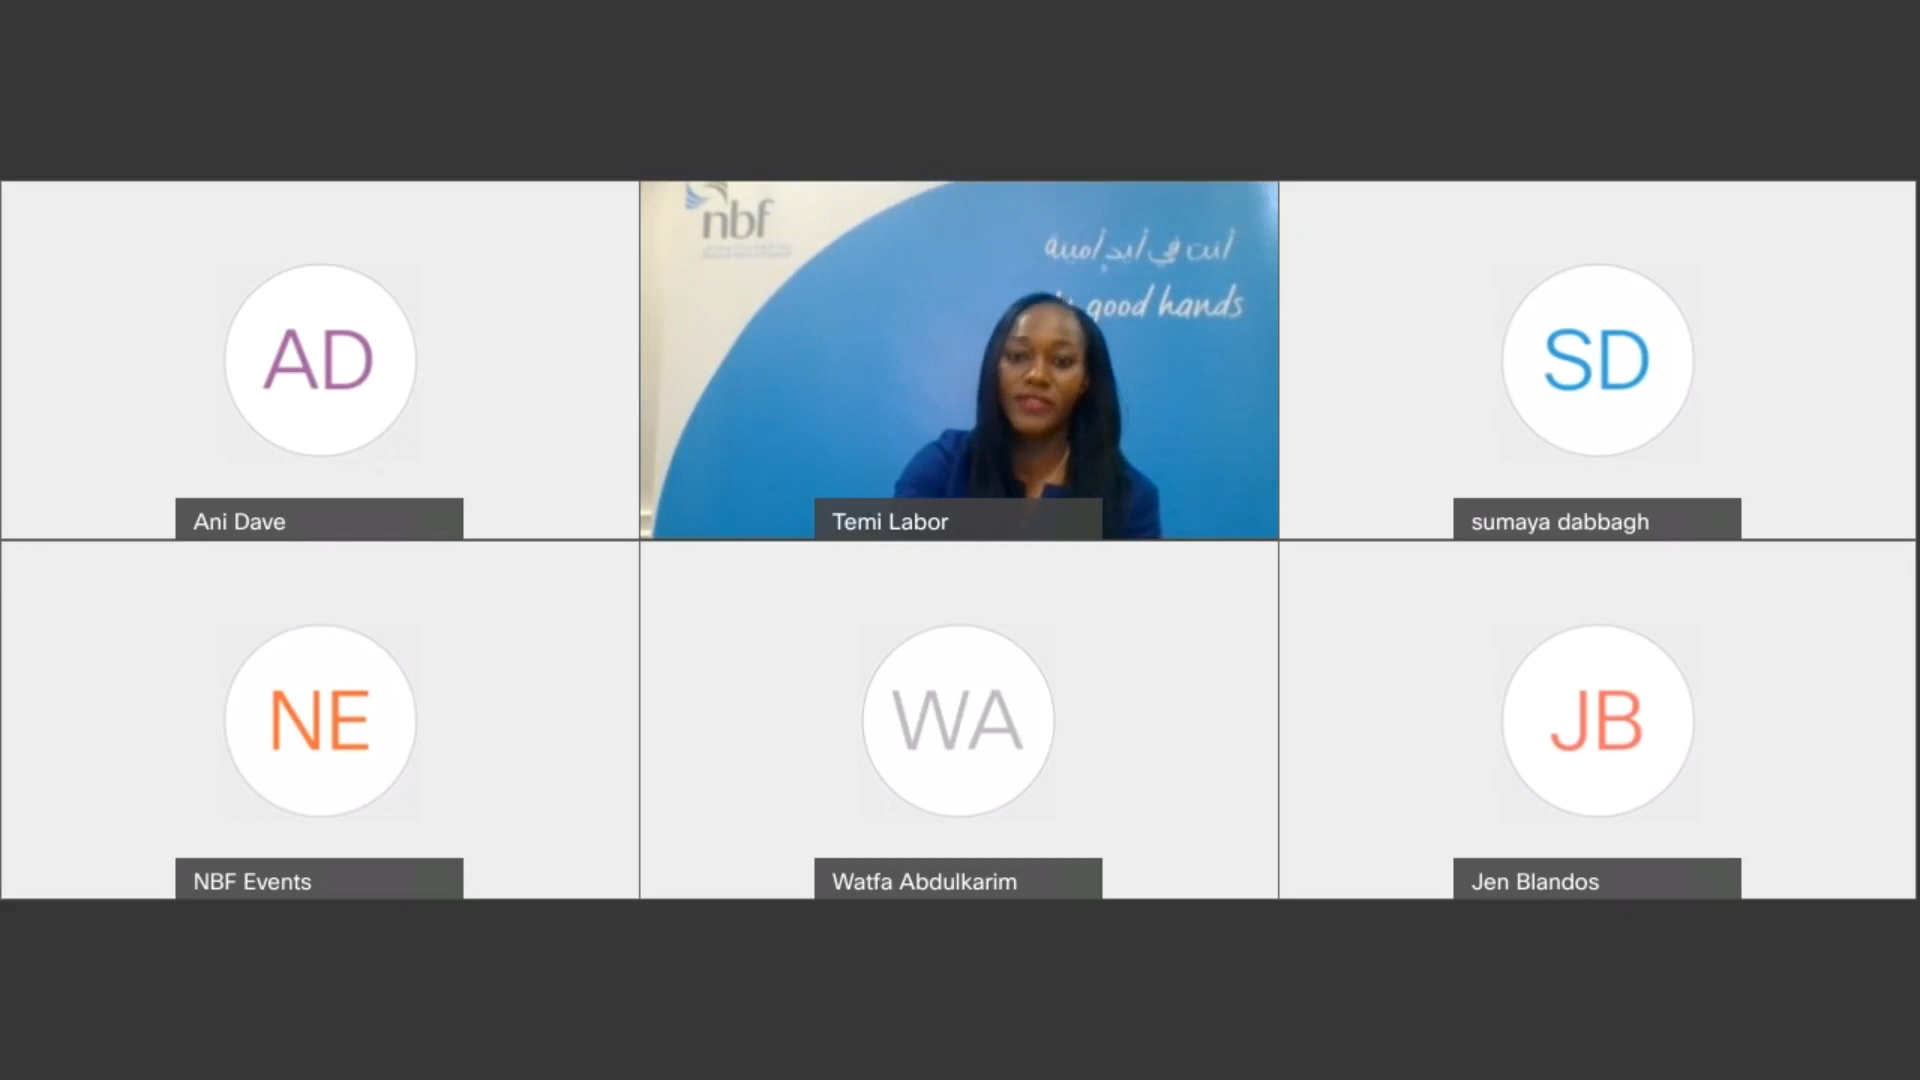 AD
Ani Dave
nbf
أنت في أيدٍ أمينة
good hands
Temi Labor
SD
sumaya dabbagh
NE
NBF Events
WA
Watfa Abdulkarim
JB
Jen Blandos